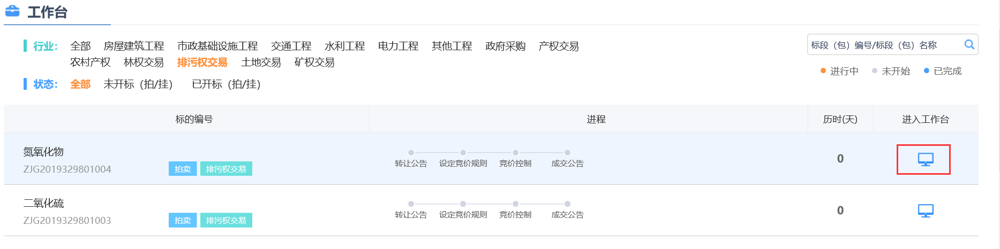 工作台
行业： 全部 房屋建筑工程 市政基础设施工程 交通工程 水利工程 电力工程 其他工程 政府采购 产权交易
农村产权 林权交易 排污权交易 土地交易 矿权交易
标段（包）编号/标段（包）名称
进行中 未开始 已完成
状态： 全部 未开标（拍/挂） 已开标（拍/挂）
标的编号 进程 历时(天) 进入工作台
氮氧化物
ZJG2019329801004 拍卖 排污权交易
转让公告 设定竞价规则 竞价控制 成交公告
0
二氧化硫
ZJG2019329801003 拍卖 排污权交易
转让公告 设定竞价规则 竞价控制 成交公告
0